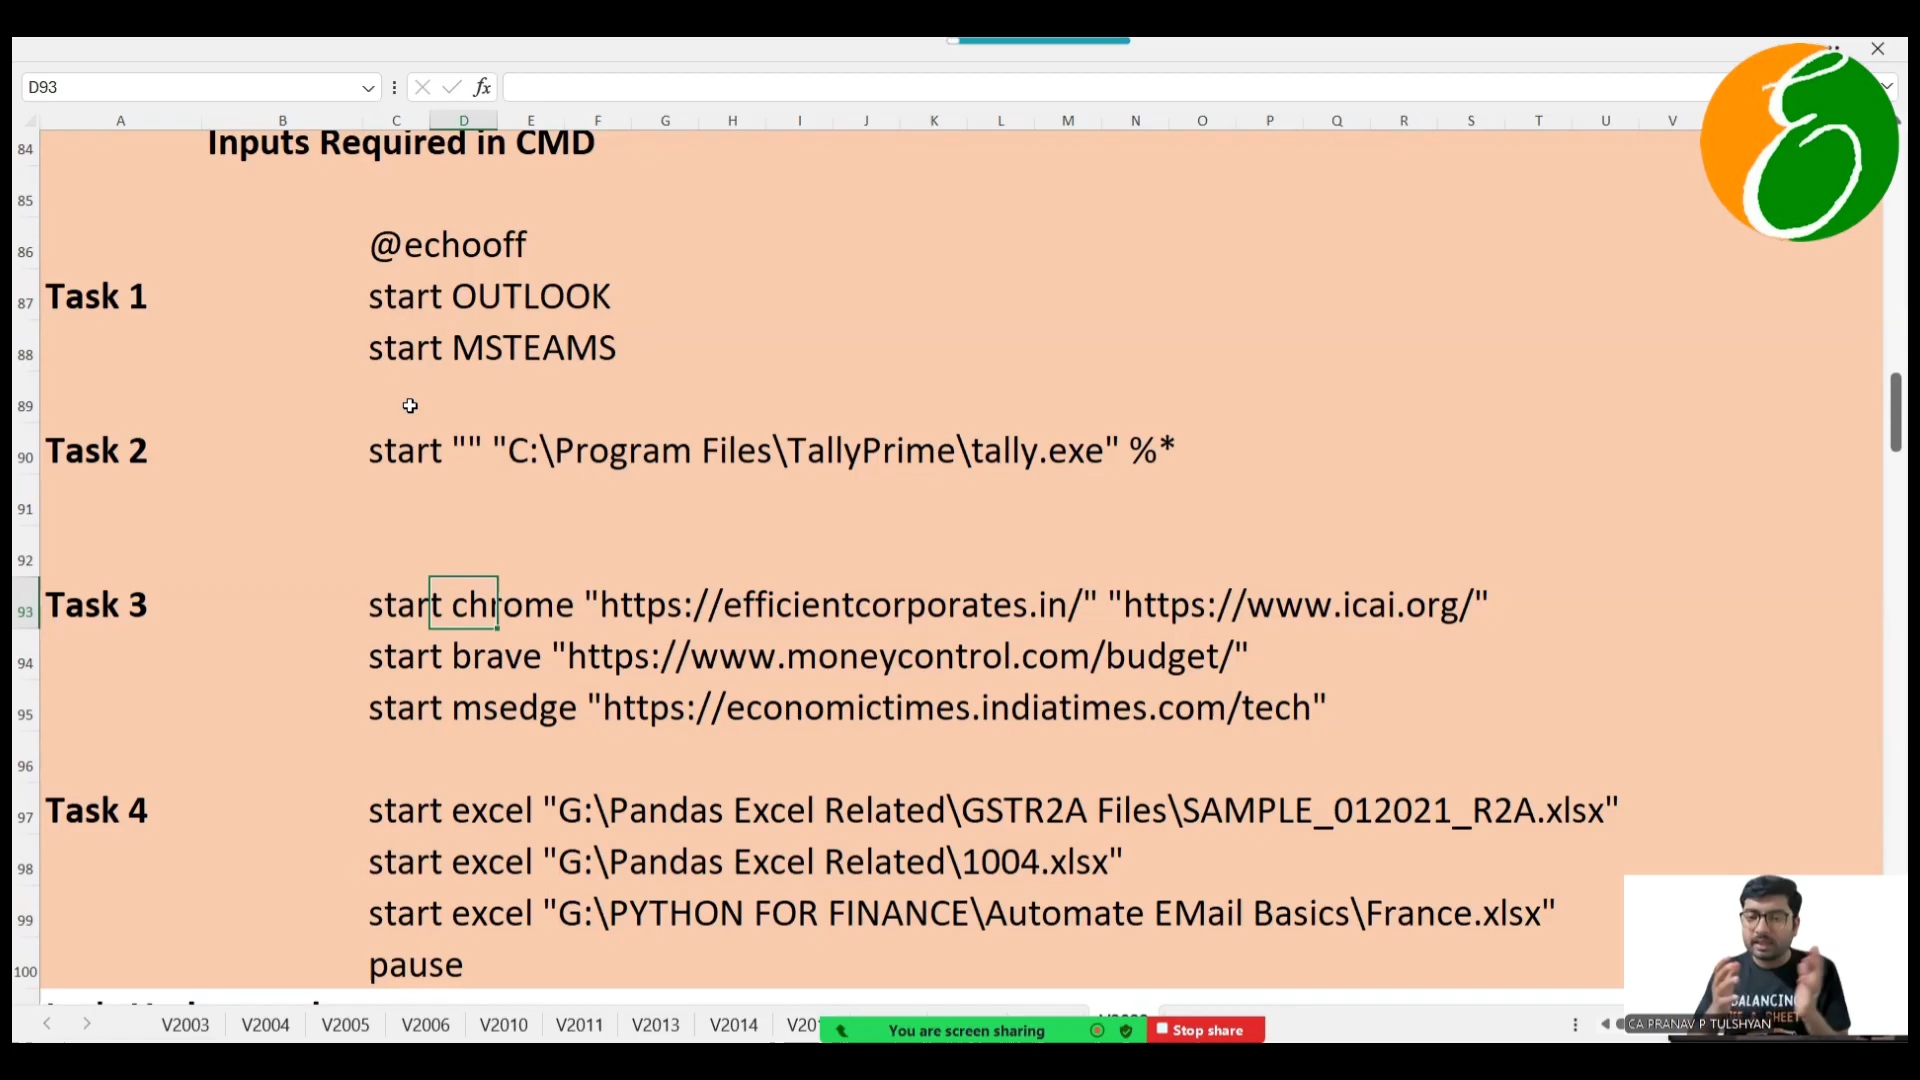 D93
fx
A B C D E F G H I J K L M N O P Q R S T U V
84 Inputs Required in CMD
85
86 @echooff
87 Task 1 start OUTLOOK
88 start MSTEAMS
89
90 Task 2 start "" "C:\Program Files\TallyPrime\tally.exe" %*
91
92
93 Task 3 start chrome "https://efficientcorporates.in/" "https://www.icai.org/"
94 start brave "https://www.moneycontrol.com/budget/"
95 start msedge "https://economictimes.indiatimes.com/tech"
96
97 Task 4 start excel "G:\Pandas Excel Related\GSTR2A Files\SAMPLE_012021_R2A.xlsx"
98 start excel "G:\Pandas Excel Related\1004.xlsx"
99 start excel "G:\PYTHON FOR FINANCE\Automate EMail Basics\France.xlsx"
100 pause
BALANCING
SHEET
CA PRANAV P TULSHYAN
V2003 V2004 V2005 V2006 V2010 V2011 V2013 V2014
You are screen sharing Stop share